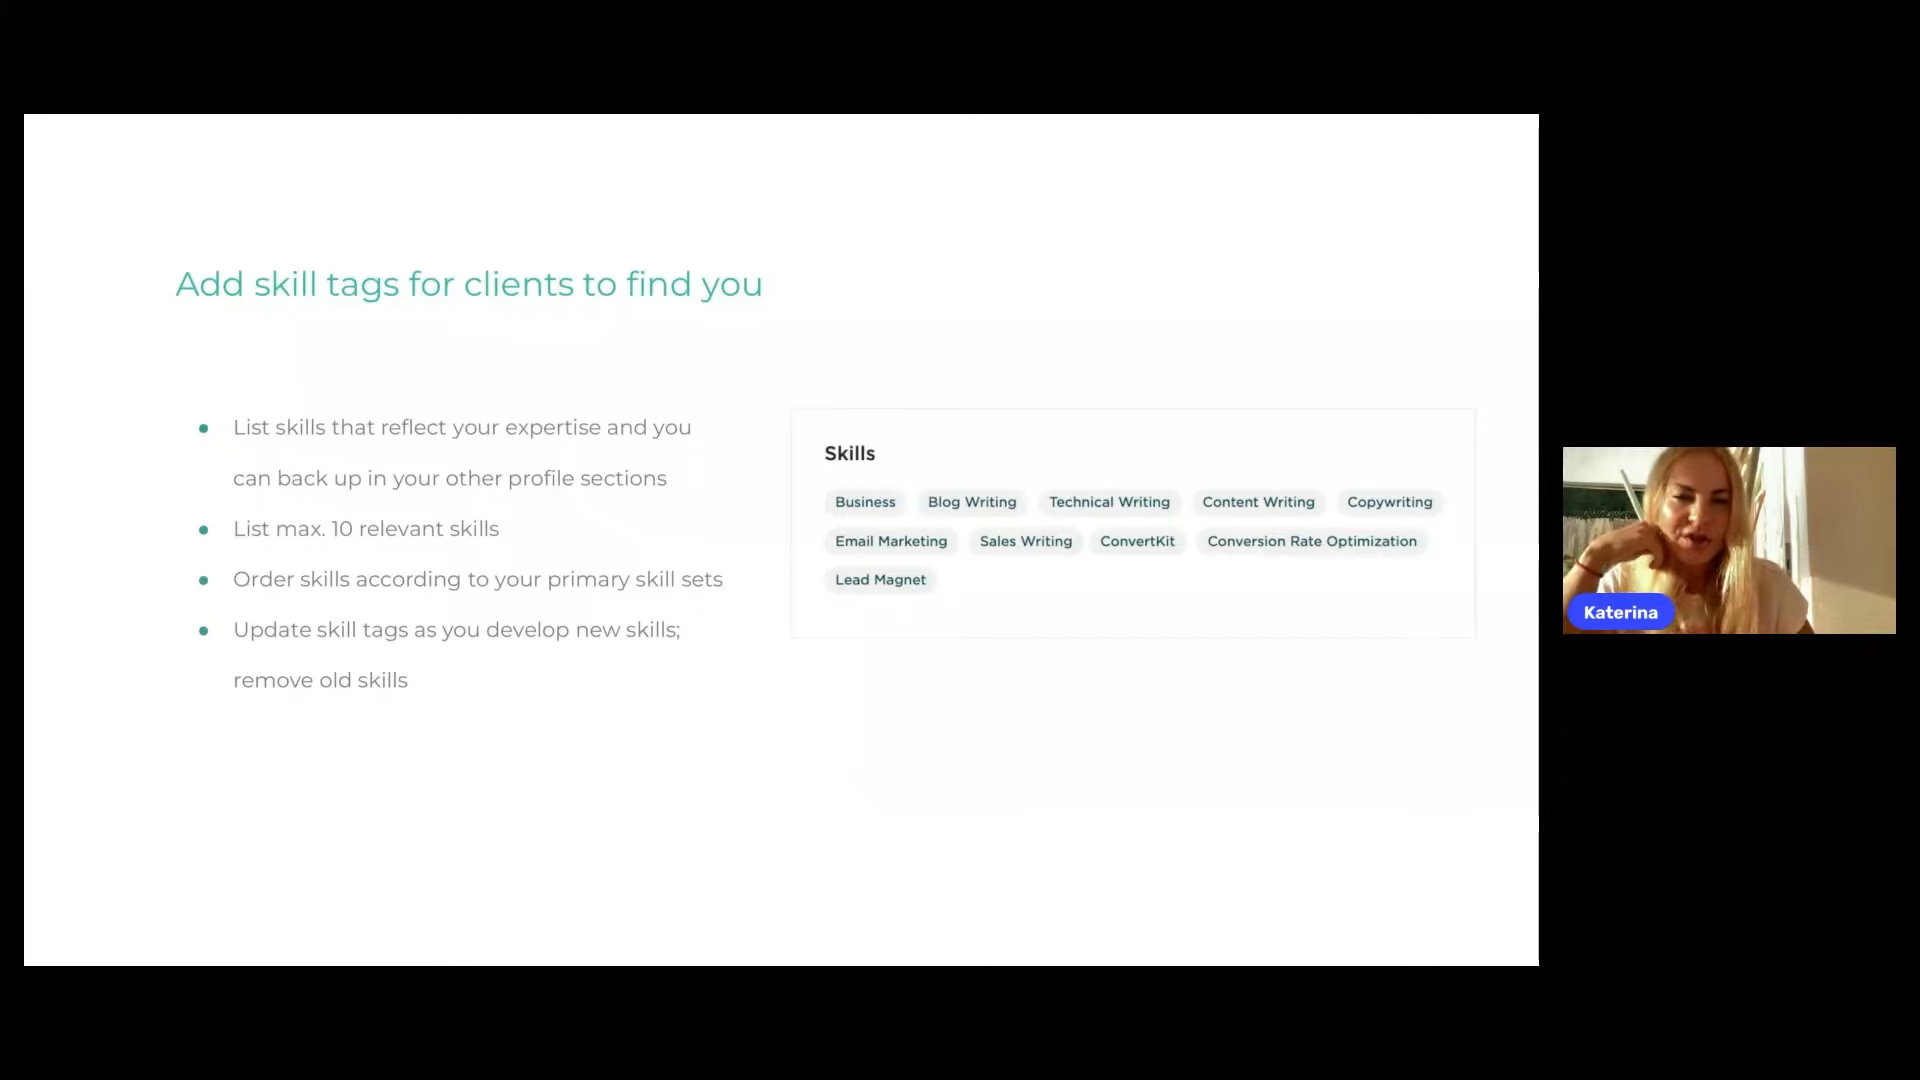 Add skill tags for clients to find you
List skills that reflect your expertise and you
can back up in your other profile sections
List max. 10 relevant skills
Order skills according to your primary skill sets
Update skill tags as you develop new skills;
remove old skills
Skills
Business Blog Writing Technical Writing Content Writing Copywriting
Email Marketing Sales Writing ConvertKit Conversion Rate Optimization
Lead Magnet
Katerina